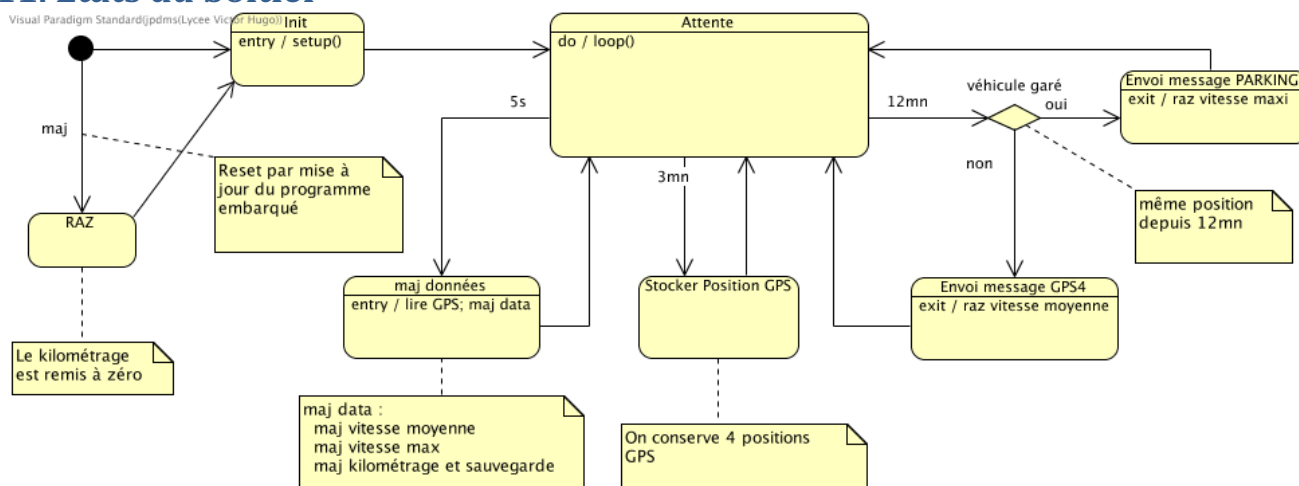 Visual Paradigm Standard(jpdms(Lycee Victor Hugo))
Init
entry / setup()
Attente
do / loop()
5s
12mn
véhicule garé
oui
Envoi message PARKING
exit / raz vitesse maxi
maj
Reset par mise à
jour du programme
embarqué
3mn
non
même position
depuis 12mn
RAZ
maj données
entry / lire GPS; maj data
Stocker Position GPS
Envoi message GPS4
exit / raz vitesse moyenne
Le kilométrage
est remis à zéro
maj data :
maj vitesse moyenne
maj vitesse max
maj kilométrage et sauvegarde
On conserve 4 positions
GPS